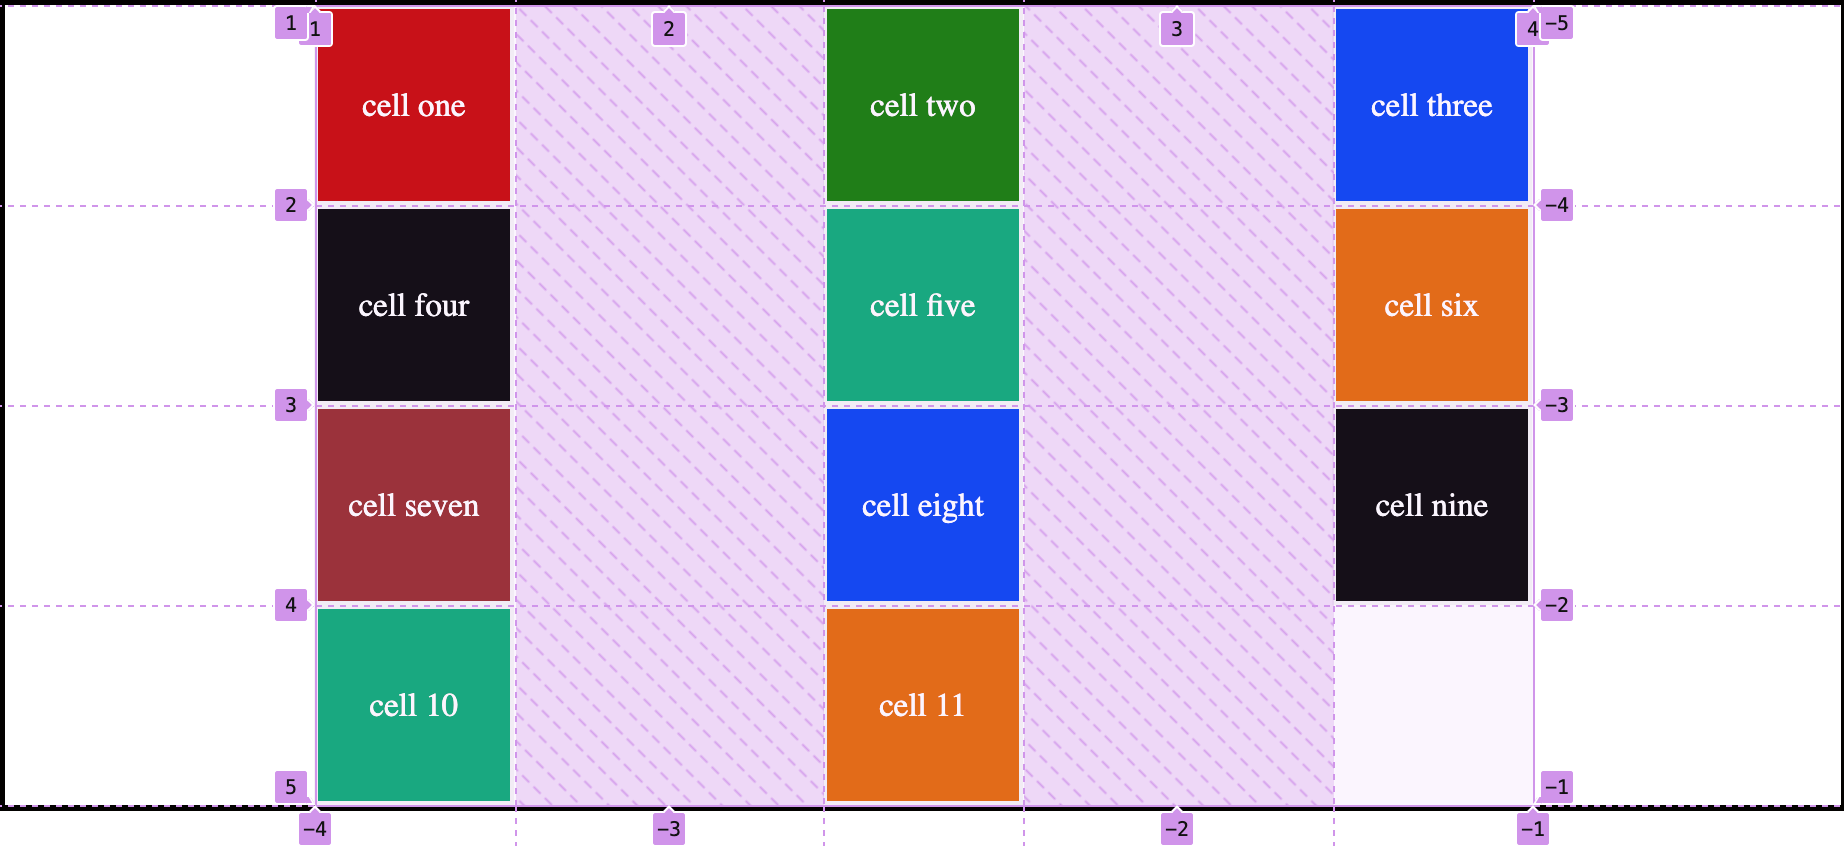 1 1 2 3 4 −5
cell one cell two cell three
2 −4
cell four cell five cell six
3 −3
cell seven cell eight cell nine
4 −2
cell 10 cell 11
5 −1
−4 −3 −2 −1